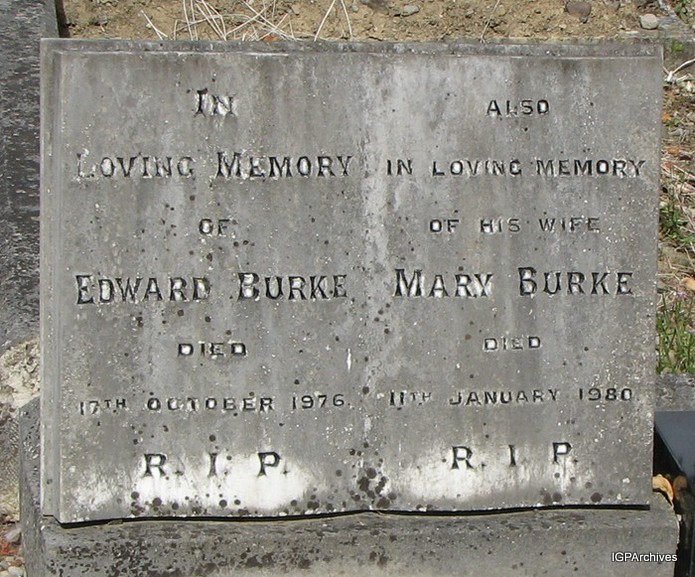 IN
LOVING MEMORY
OF
EDWARD BURKE
DIED
17TH OCTOBER 1976.
R. I. P.
ALSO
IN LOVING MEMORY
OF HIS WIFE
MARY BURKE
DIED
11TH JANUARY 1980.
R. I. P.
IGPArchives